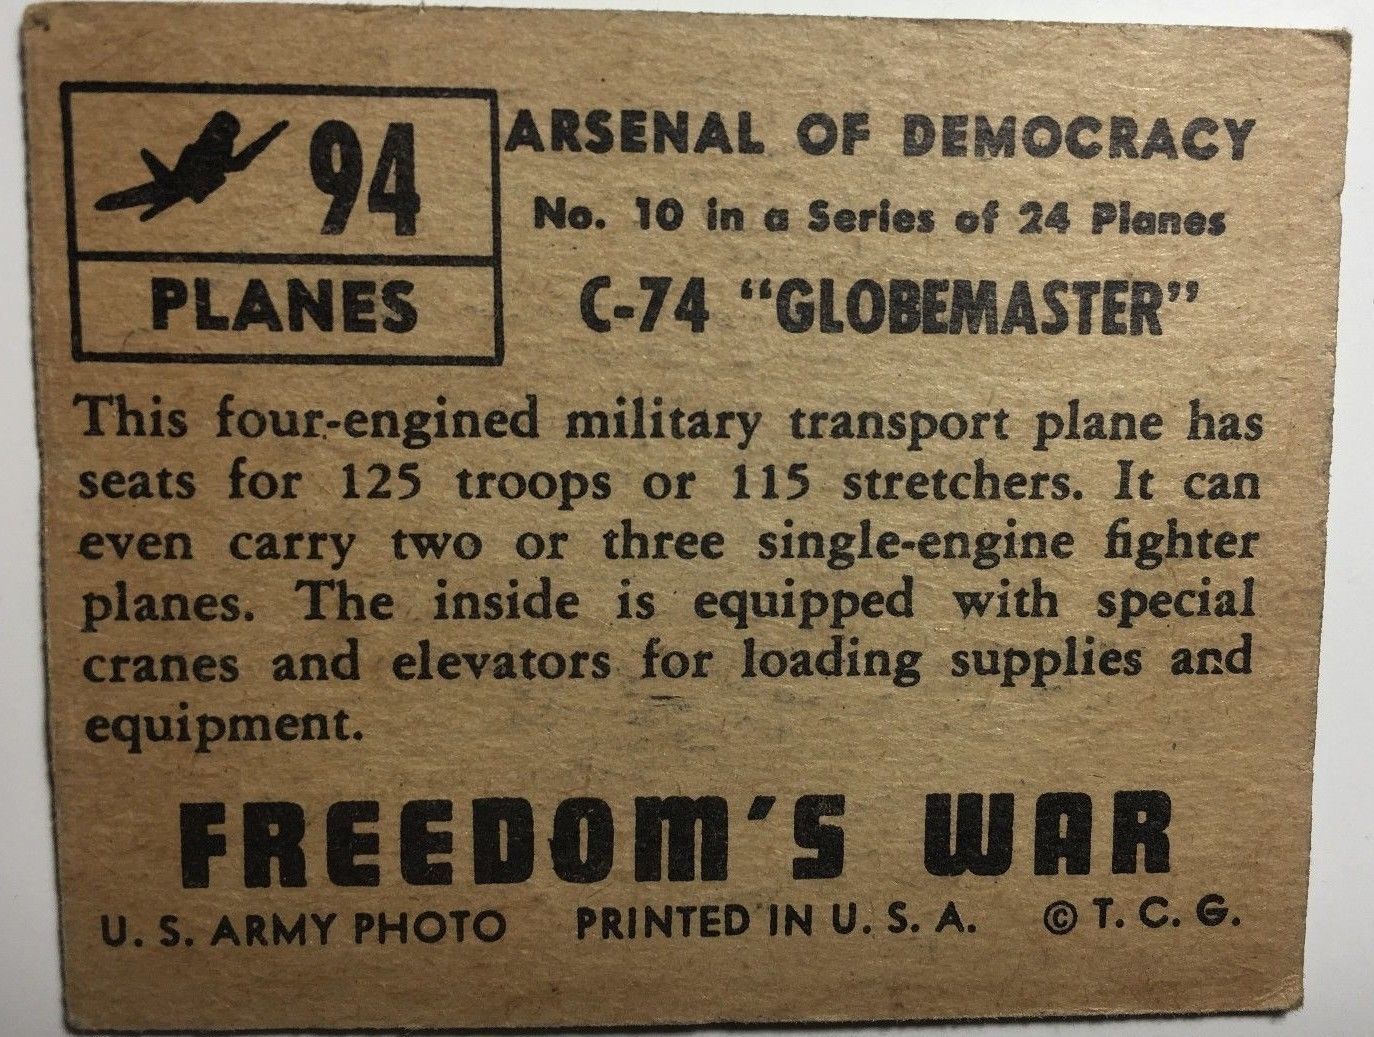 94
PLANES
ARSENAL OF DEMOCRACY
No. 10 in a Series of 24 Planes
C-74 “GLOBEMASTER”
This four-engined military transport plane has
seats for 125 troops or 115 stretchers. It can
even carry two or three single-engine fighter
planes. The inside is equipped with special
cranes and elevators for loading supplies and
equipment.
FREEDOM’S WAR
U. S. ARMY PHOTO PRINTED IN U. S. A. © T. C. G.